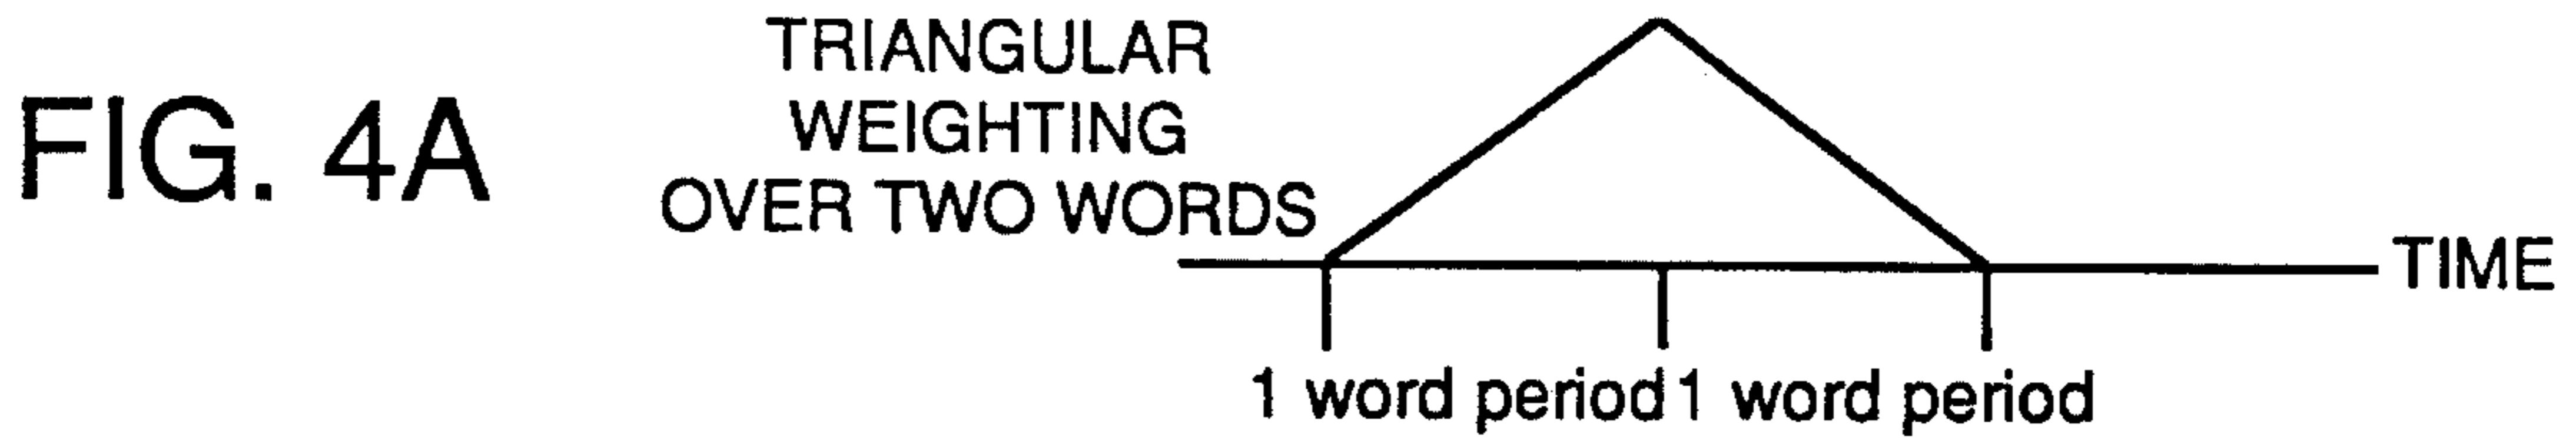 FIG. 4A
TRIANGULAR
WEIGHTING
OVER TWO WORDS
TIME
1 word period 1 word period